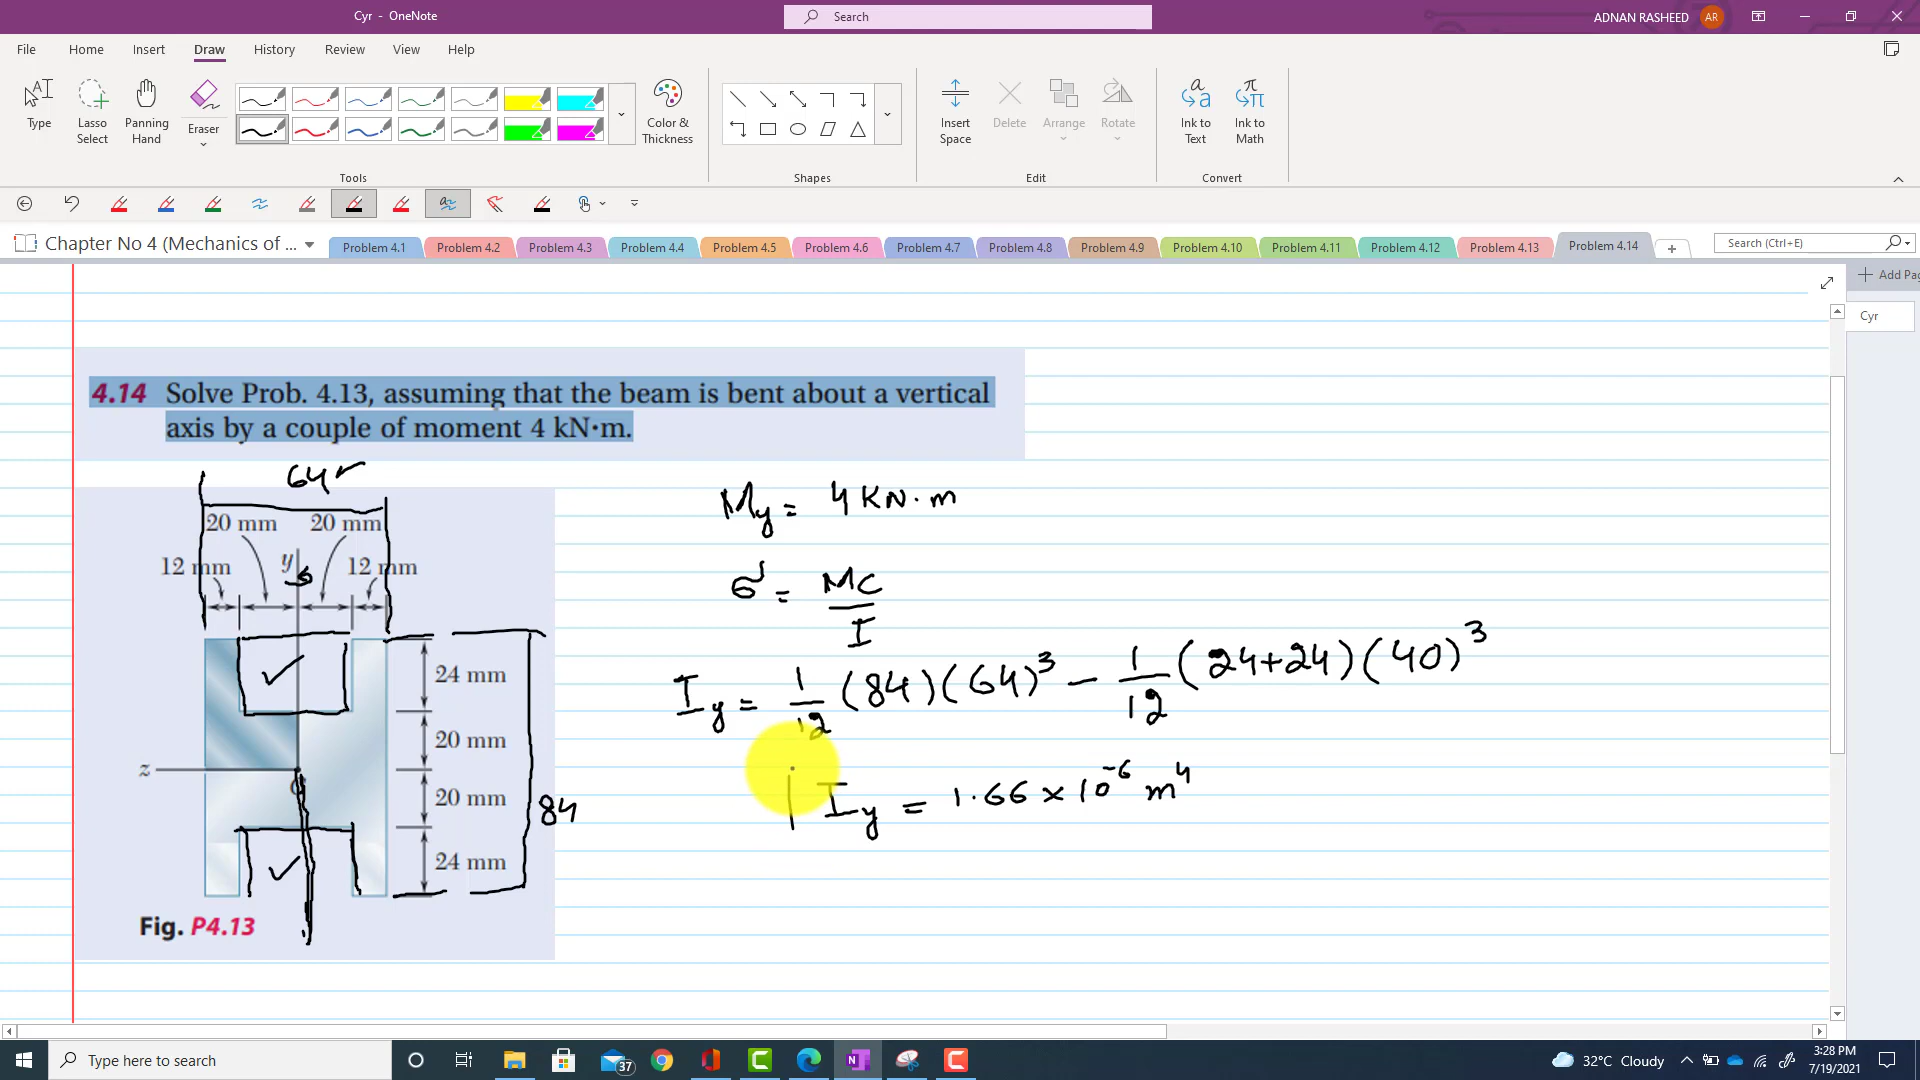 Cyr - OneNote
Search
ADNAN RASHEED
AR
File Home Insert Draw History Review View Help
Type
Lasso Select
Panning Hand
Eraser
Color & Thickness
Insert Space
Delete
Arrange
Rotate
Ink to Text
Ink to Math
Tools
Shapes
Edit
Convert
Chapter No 4 (Mechanics of ...
Problem 4.1 Problem 4.2 Problem 4.3 Problem 4.4 Problem 4.5 Problem 4.6 Problem 4.7 Problem 4.8 Problem 4.9 Problem 4.10 Problem 4.11 Problem 4.12 Problem 4.13 Problem 4.14
Search (Ctrl+E)
Add Pag
Cyr
4.14 Solve Prob. 4.13, assuming that the beam is bent about a vertical
axis by a couple of moment 4 kN·m.
64
20 mm 20 mm
12 mm y 12 mm
24 mm
20 mm
z
C
20 mm
84
24 mm
Fig. P4.13
My = 4 KN·m
σ = MC/I
Iy = 1/12 (84)(64)³ − 1/12 (24+24)(40)³
Iy = 1.66 × 10⁻⁶ m⁴
Type here to search
37
32°C Cloudy
3:28 PM
7/19/2021